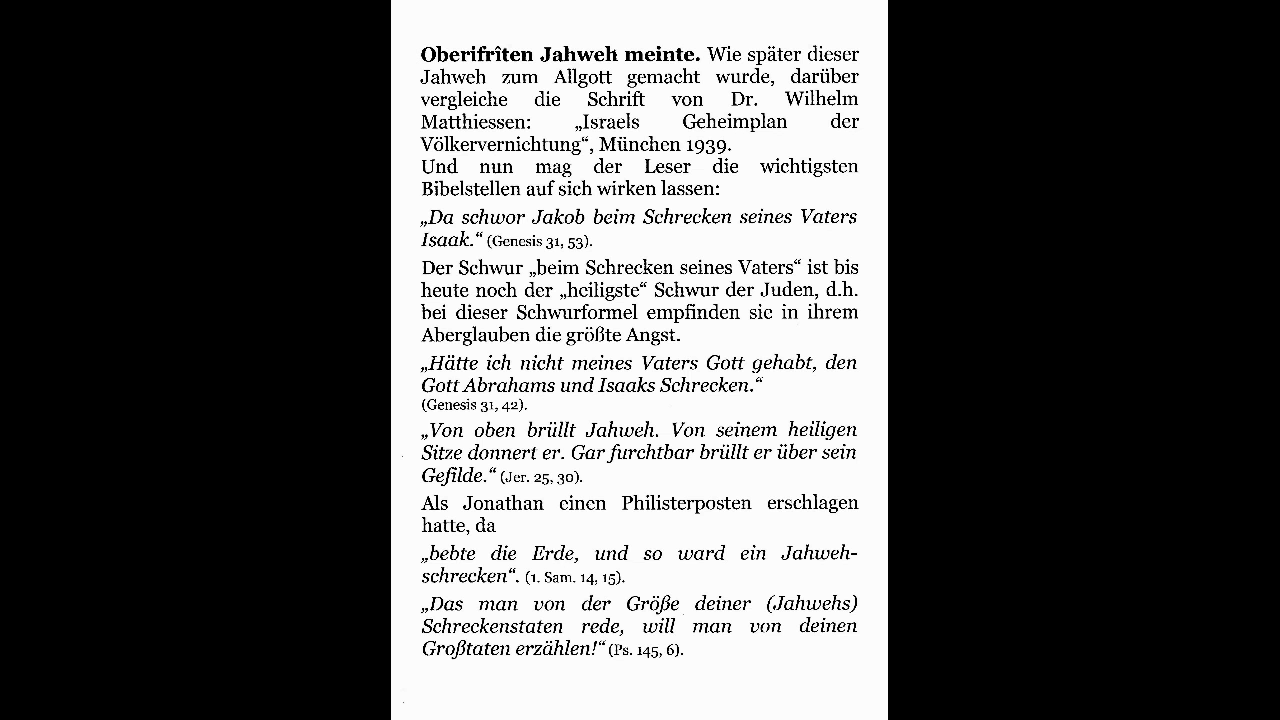 Oberifrîten Jahweh meinte. Wie später dieser
Jahweh zum Allgott gemacht wurde, darüber
vergleiche die Schrift von Dr. Wilhelm
Matthiessen: „Israels Geheimplan der
Völkervernichtung“, München 1939.
Und nun mag der Leser die wichtigsten
Bibelstellen auf sich wirken lassen:
„Da schwor Jakob beim Schrecken seines Vaters
Isaak.“ (Genesis 31, 53).
Der Schwur „beim Schrecken seines Vaters“ ist bis
heute noch der „heiligste“ Schwur der Juden, d.h.
bei dieser Schwurformel empfinden sie in ihrem
Aberglauben die größte Angst.
„Hätte ich nicht meines Vaters Gott gehabt, den
Gott Abrahams und Isaaks Schrecken.“
(Genesis 31, 42).
„Von oben brüllt Jahweh. Von seinem heiligen
Sitze donnert er. Gar furchtbar brüllt er über sein
Gefilde.“ (Jer. 25, 30).
Als Jonathan einen Philisterposten erschlagen
hatte, da
„bebte die Erde, und so ward ein Jahweh-
schrecken“. (1. Sam. 14, 15).
„Das man von der Größe deiner (Jahwehs)
Schreckenstaten rede, will man von deinen
Großtaten erzählen!“ (Ps. 145, 6).